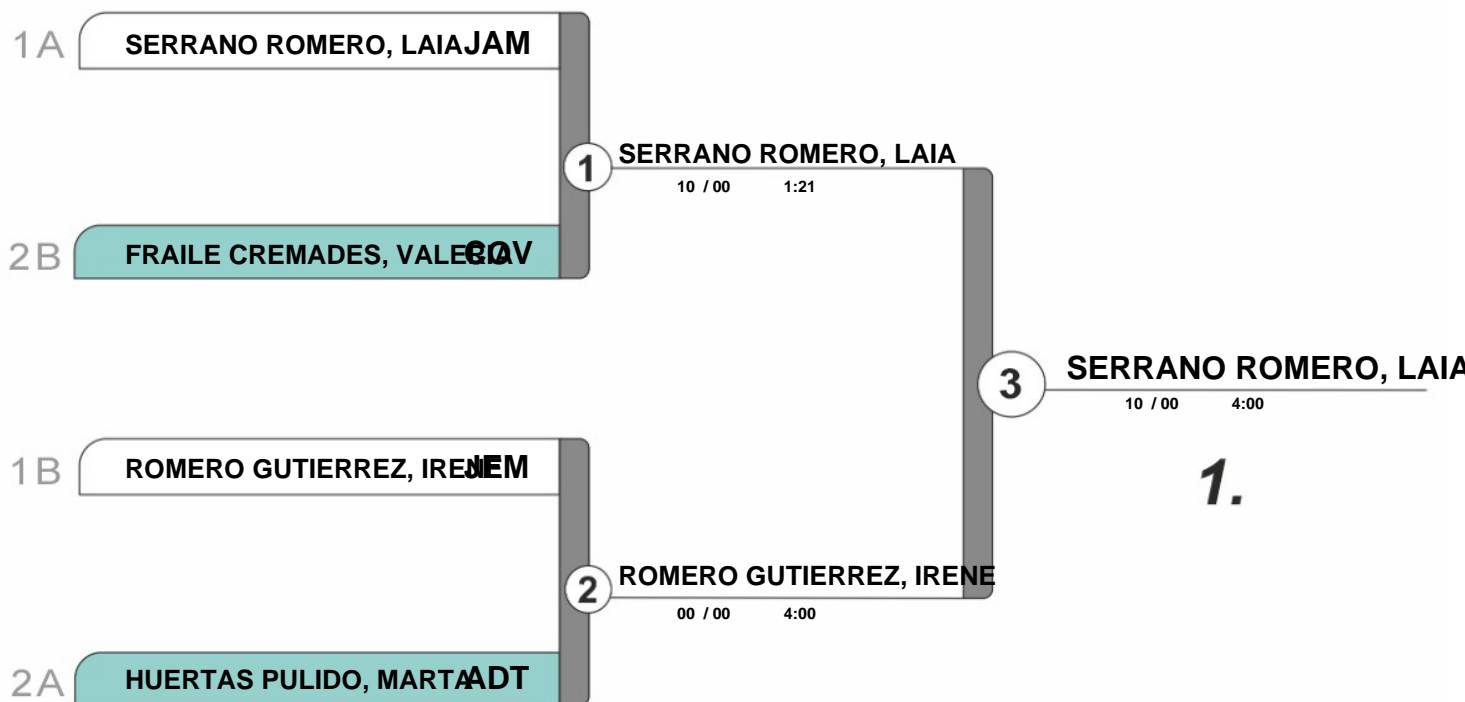 1A SERRANO ROMERO, LAIA JAM
1 SERRANO ROMERO, LAIA
10 / 00 1:21
2B FRAILE CREMADES, VALERIA COV
3 SERRANO ROMERO, LAIA
10 / 00 4:00
1B ROMERO GUTIERREZ, IRENE JEM
1.
2 ROMERO GUTIERREZ, IRENE
00 / 00 4:00
2A HUERTAS PULIDO, MARTA ADT